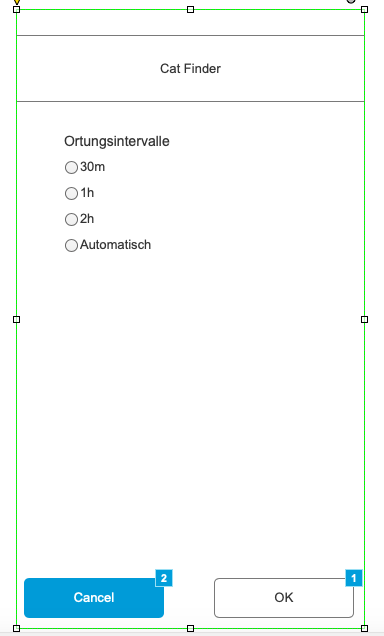 Cat Finder
Ortungsintervalle
30m
1h
2h
Automatisch
2
1
Cancel
OK